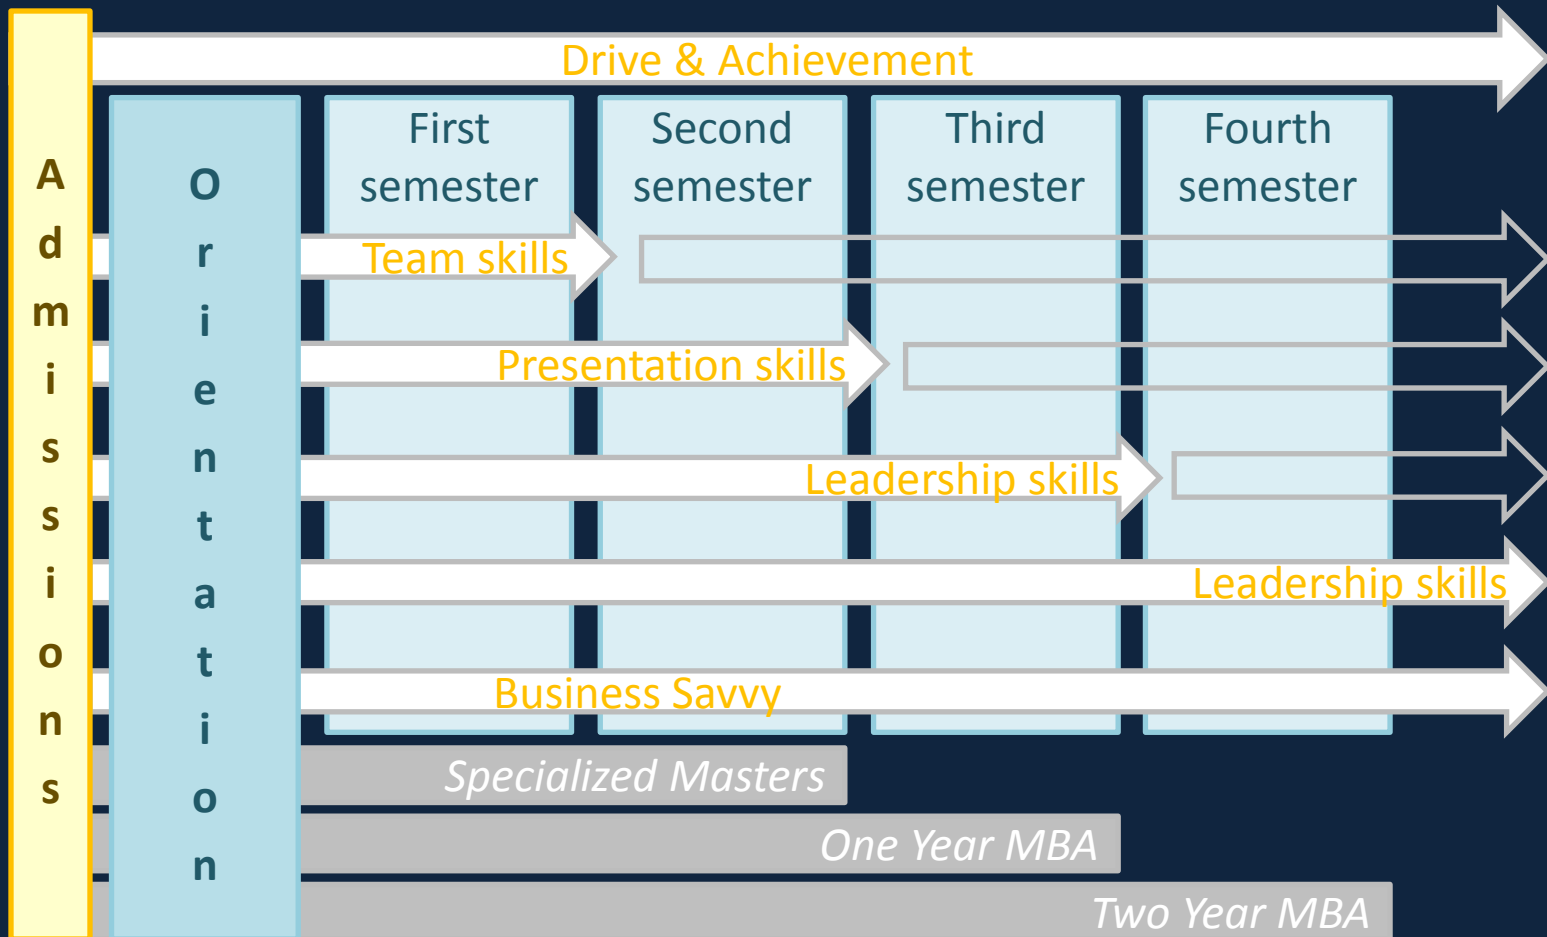 Drive & Achievement
Admissions
Orientation
First
semester
Second
semester
Third
semester
Fourth
semester
Team skills
Presentation skills
Leadership skills
Leadership skills
Business Savvy
Specialized Masters
One Year MBA
Two Year MBA